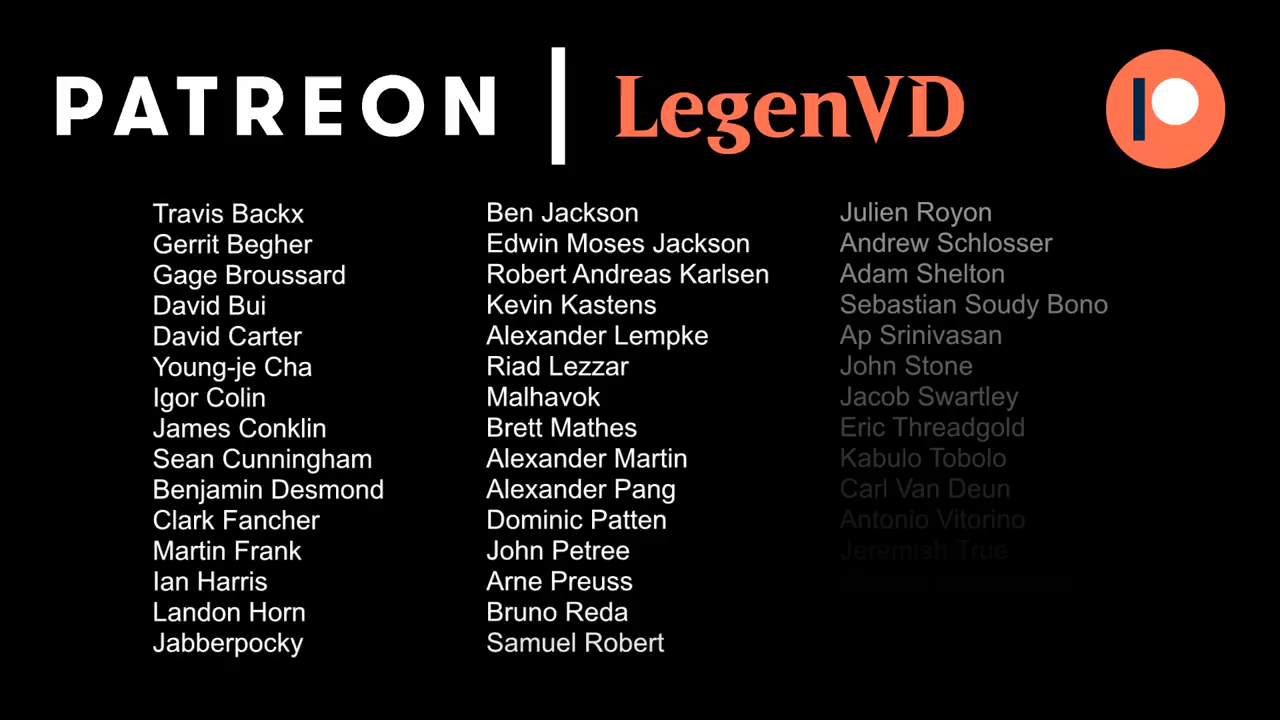 PATREON | LegenVD
Travis Backx
Gerrit Begher
Gage Broussard
David Bui
David Carter
Young-je Cha
Igor Colin
James Conklin
Sean Cunningham
Benjamin Desmond
Clark Fancher
Martin Frank
Ian Harris
Landon Horn
Jabberpocky
Ben Jackson
Edwin Moses Jackson
Robert Andreas Karlsen
Kevin Kastens
Alexander Lempke
Riad Lezzar
Malhavok
Brett Mathes
Alexander Martin
Alexander Pang
Dominic Patten
John Petree
Arne Preuss
Bruno Reda
Samuel Robert
Julien Royon
Andrew Schlosser
Adam Shelton
Sebastian Soudy Bono
Ap Srinivasan
John Stone
Jacob Swartley
Eric Threadgold
Kabulo Tobolo
Carl Van Deun
Antonio Vitorino
Jeremiah True